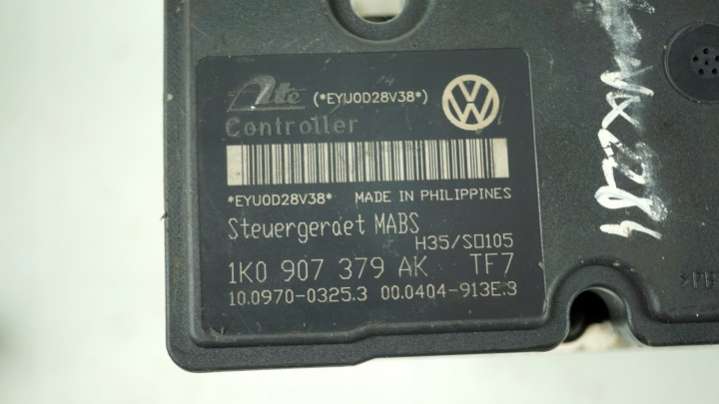 Ate (*EYU0D28V38*)
Controller
*EYU0D28V38* MADE IN PHILIPPINES
Steuergeraet MABS
H35/S0105
1K0 907 379 AK TF7
10.0970-0325.3 00.0404-913E.3